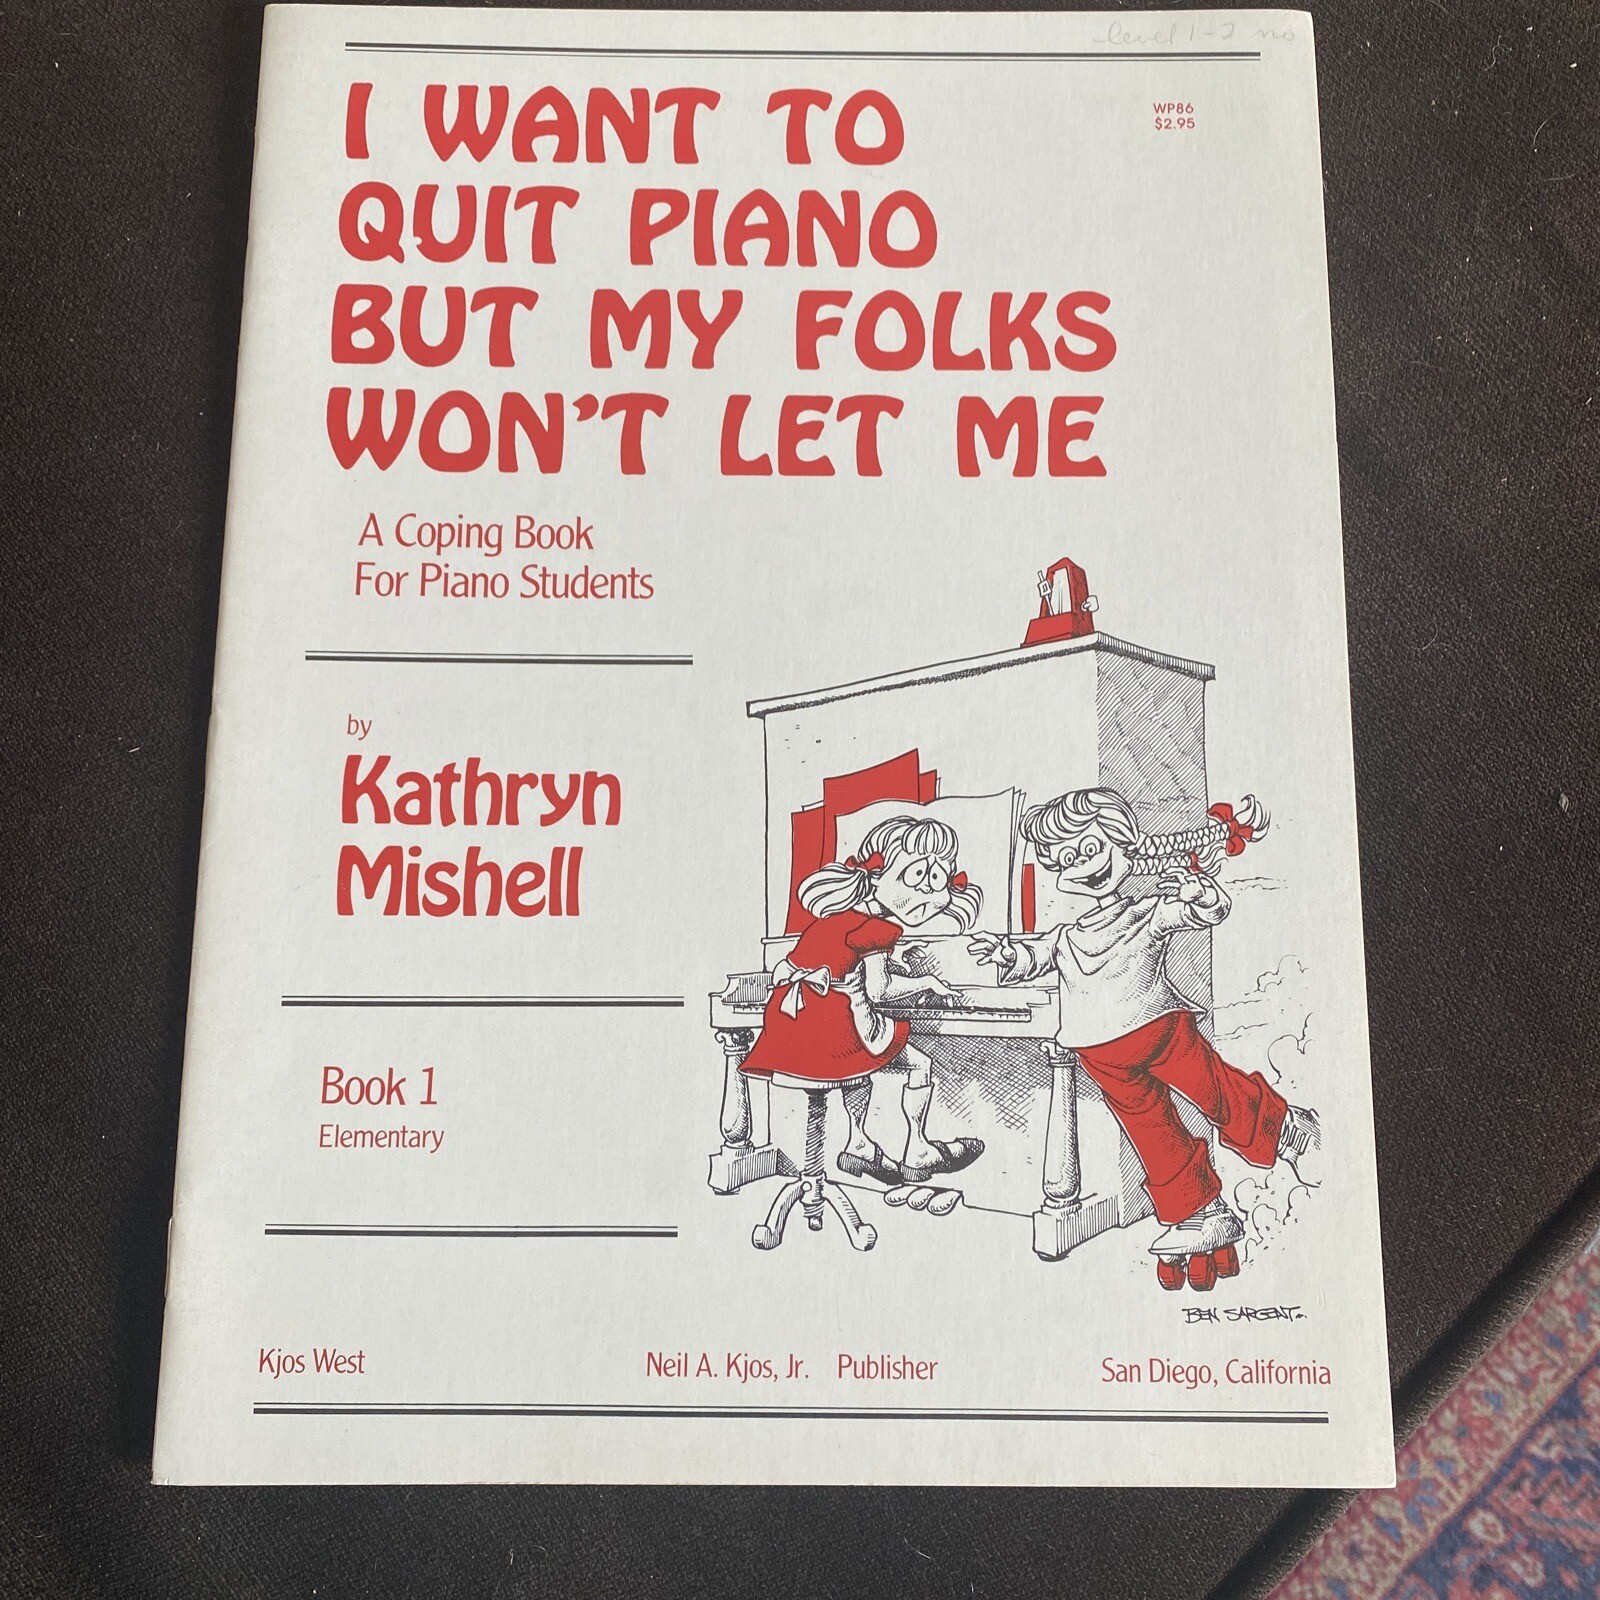 level 1-2
WP86
$2.95
I WANT TO
QUIT PIANO
BUT MY FOLKS
WON'T LET ME
A Coping Book
For Piano Students
by
Kathryn
Mishell
Book 1
Elementary
BEN SARGENT
Kjos West Neil A. Kjos, Jr. Publisher San Diego, California